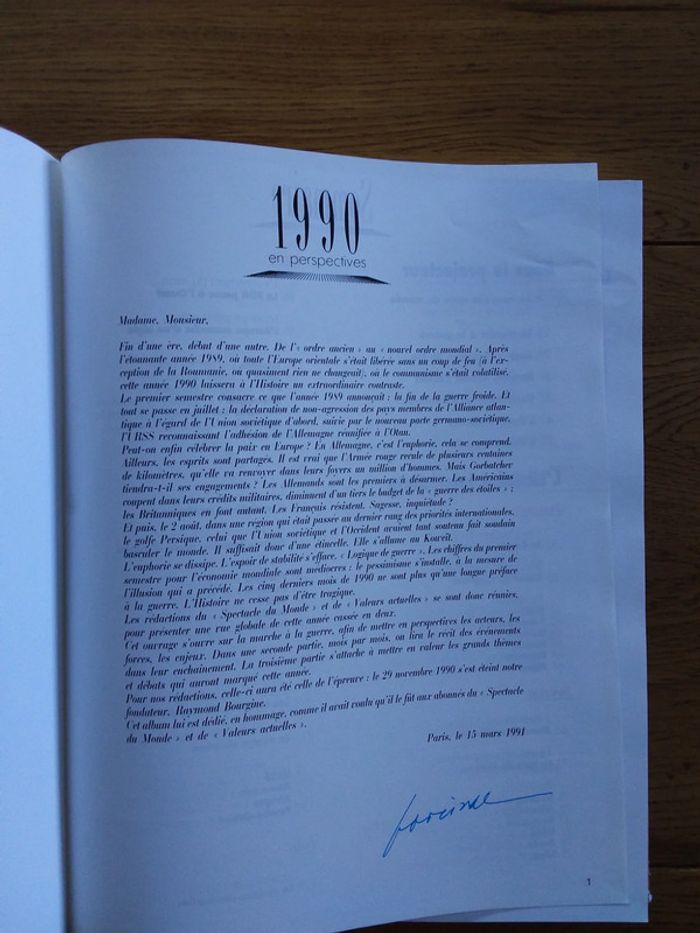 1990
en perspectives
Madame, Monsieur,
Fin d'une ère, début d'une autre. De l'« ordre ancien » au « nouvel ordre mondial ». Après
l'étonnante année 1989, où toute l'Europe orientale s'était libérée sans un coup de feu (à l'ex-
ception de la Roumanie, ou quasiment rien ne changeait), où le communisme s'était volatilisé,
cette année 1990 laissera à l'Histoire un extraordinaire contraste.
Le premier semestre consacre ce que l'année 1989 annonçait : la fin de la guerre froide. Et
tout se passe en juillet : la déclaration de non-agression des pays membres de l'Alliance atlan-
tique à l'égard de l'Union soviétique d'abord, suivie par le nouveau pacte germano-soviétique,
l'URSS reconnaissant l'adhésion de l'Allemagne réunifiée à l'Otan.
Peut-on enfin célébrer la paix en Europe ? En Allemagne, c'est l'euphorie, cela se comprend.
Ailleurs, les esprits sont partagés. Il est vrai que l'Armée rouge recule de plusieurs centaines
de kilomètres, qu'elle va renvoyer dans leurs foyers un million d'hommes. Mais Gorbatchev
tiendra-t-il ses engagements ? Les Allemands sont les premiers à désarmer. Les Américains
coupent dans leurs crédits militaires, diminuent d'un tiers le budget de la « guerre des étoiles » ;
les Britanniques en font autant. Les Français résistent. Sagesse, inquiétude ?
Et puis, le 2 août, dans une région qui était passée au dernier rang des priorités internationales,
le golfe Persique, celui que l'Union soviétique et l'Occident avaient tant soutenu fait soudain
basculer le monde. Il suffisait donc d'une étincelle. Elle s'allume au Koweït.
L'euphorie se dissipe. L'espoir de stabilité s'efface. « Logique de guerre ». Les chiffres du premier
semestre pour l'économie mondiale sont médiocres : le pessimisme s'installe, à la mesure de
l'illusion qui a précédé. Les cinq derniers mois de 1990 ne sont plus qu'une longue préface
à la guerre. L'Histoire ne cesse pas d'être tragique.
Les rédactions du « Spectacle du Monde » et de « Valeurs actuelles » se sont donc réunies,
pour présenter une vue globale de cette année cassée en deux.
Cet ouvrage s'ouvre sur la marche à la guerre, afin de mettre en perspectives les acteurs, les
forces, les enjeux. Dans une seconde partie, mois par mois, on lira le récit des événements
dans leur enchaînement. La troisième partie s'attache à mettre en valeur les grands thèmes
et débats qui auront marqué cette année.
Pour nos rédactions, celle-ci aura été celle de l'épreuve : le 29 novembre 1990 s'est éteint notre
fondateur, Raymond Bourgine.
Cet album lui est dédié, en hommage, comme il avait voulu qu'il le fût aux abonnés du « Spectacle
du Monde » et de « Valeurs actuelles ».
Paris, le 15 mars 1991
1